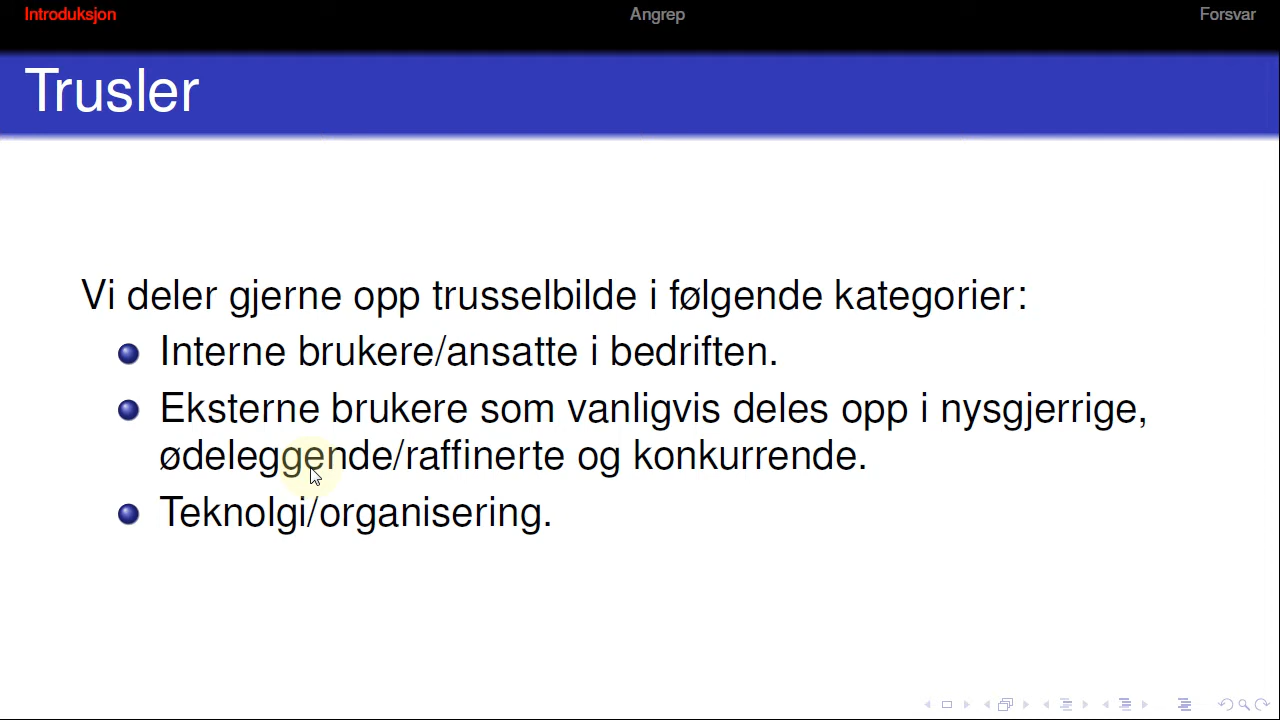 Introduksjon Angrep Forsvar
Trusler
Vi deler gjerne opp trusselbilde i følgende kategorier:
Interne brukere/ansatte i bedriften.
Eksterne brukere som vanligvis deles opp i nysgjerrige,
ødeleggende/raffinerte og konkurrende.
Teknolgi/organisering.